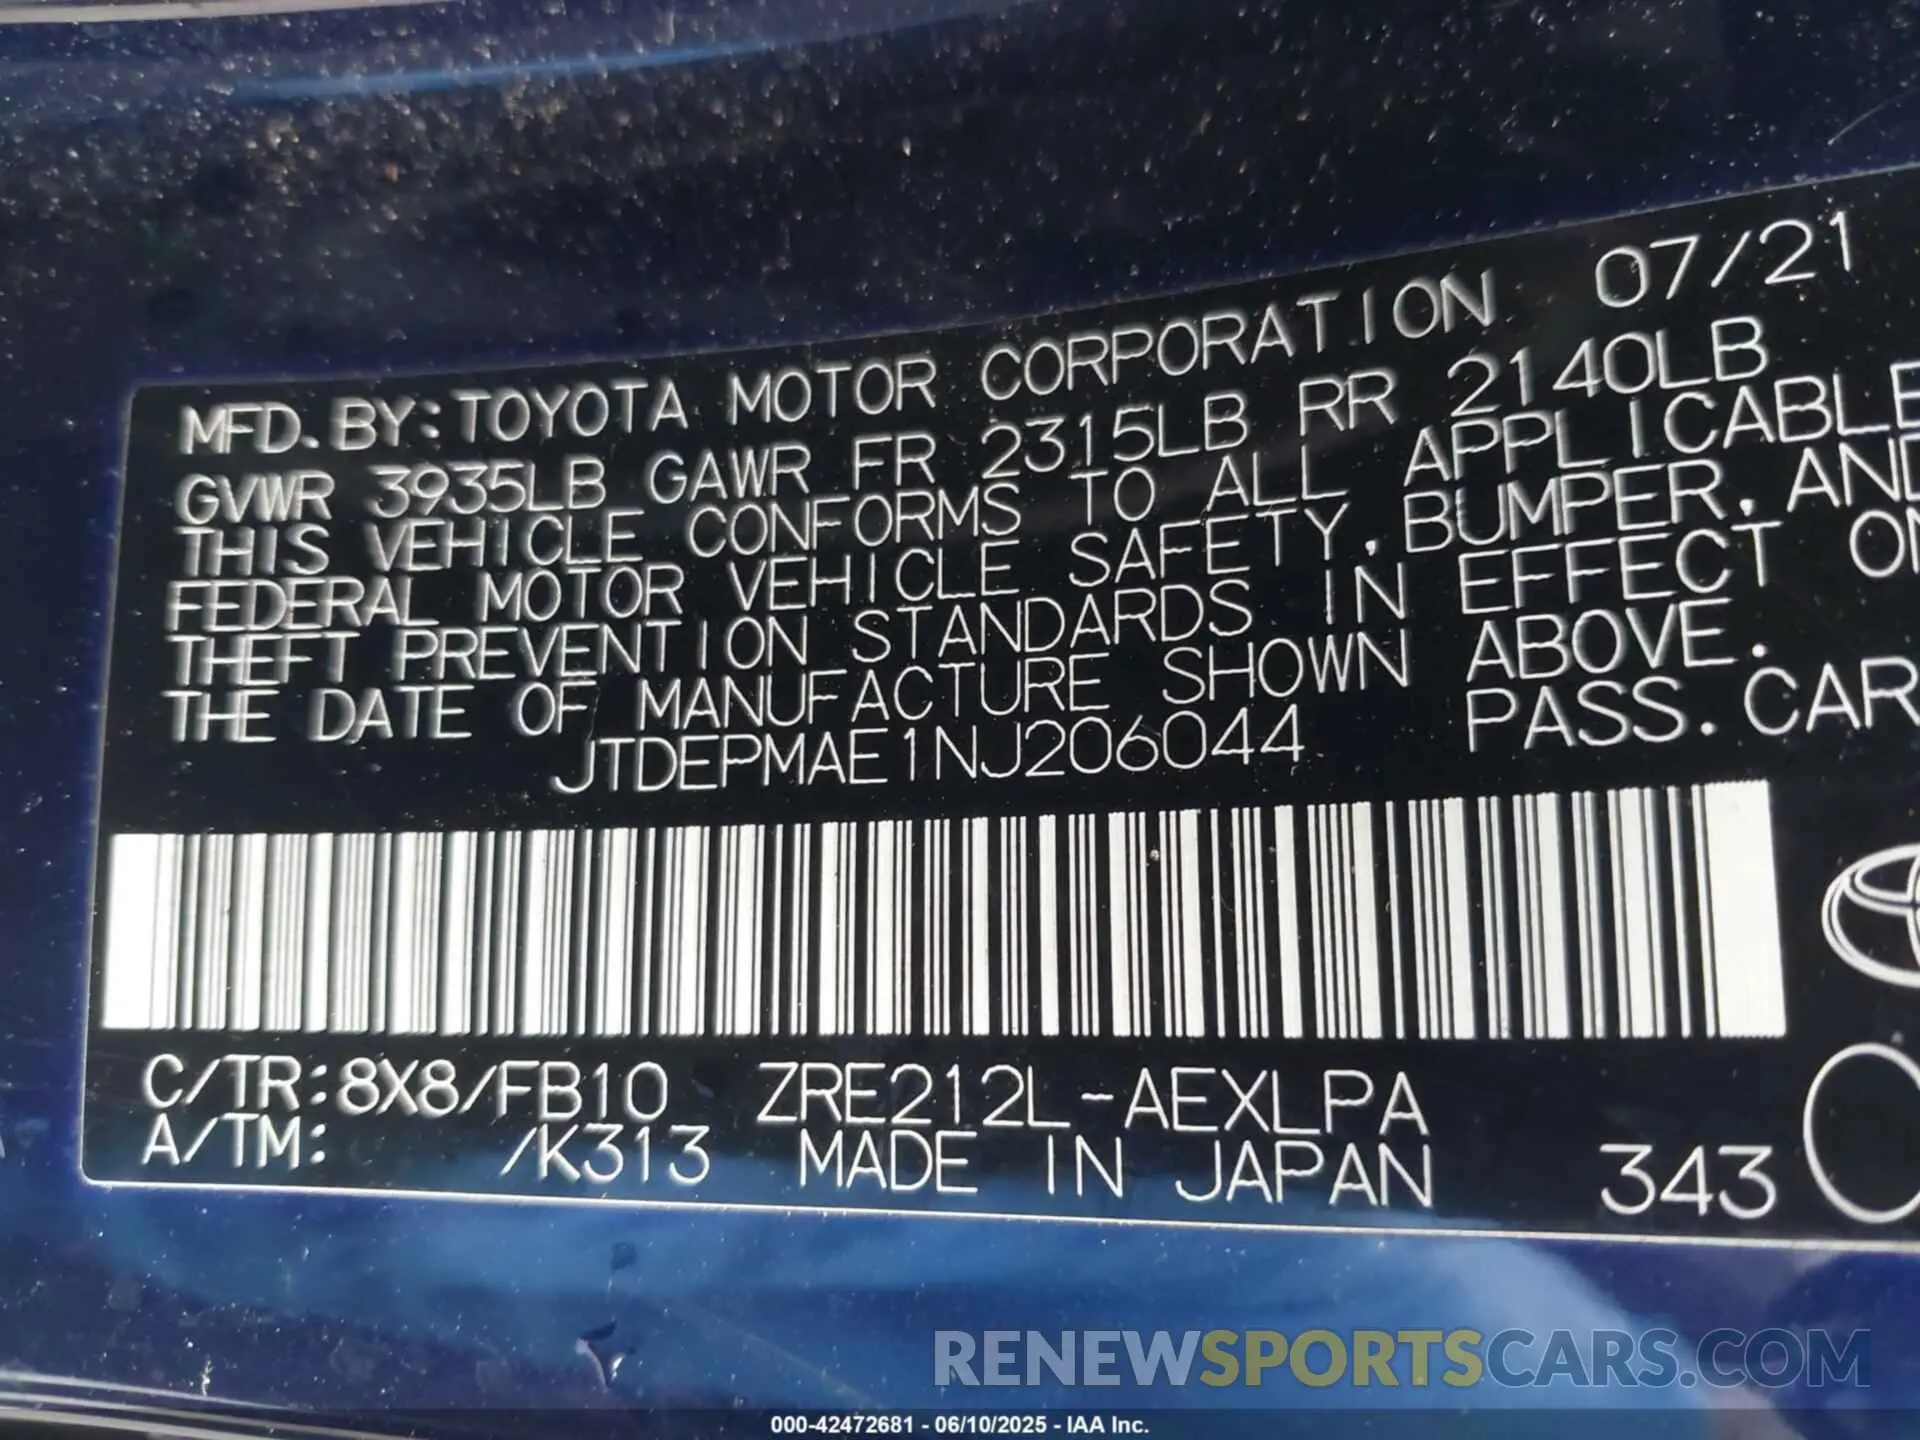 MFD. BY: TOYOTA MOTOR CORPORATION 07/21
GVWR 3935LB GAWR FR 2315LB RR 2140LB
THIS VEHICLE CONFORMS TO ALL APPLICABLE
FEDERAL MOTOR VEHICLE SAFETY, BUMPER, AND
THEFT PREVENTION STANDARDS IN EFFECT ON
THE DATE OF MANUFACTURE SHOWN ABOVE.
JTDEPMAE1NJ206044 PASS. CAR
C/TR: 8X8/FB10 ZRE212L-AEXLPA
A/TM: /K313 MADE IN JAPAN 343
RENEWSPORTSCARS.COM
000-42472681 - 06/10/2025 - IAA Inc.